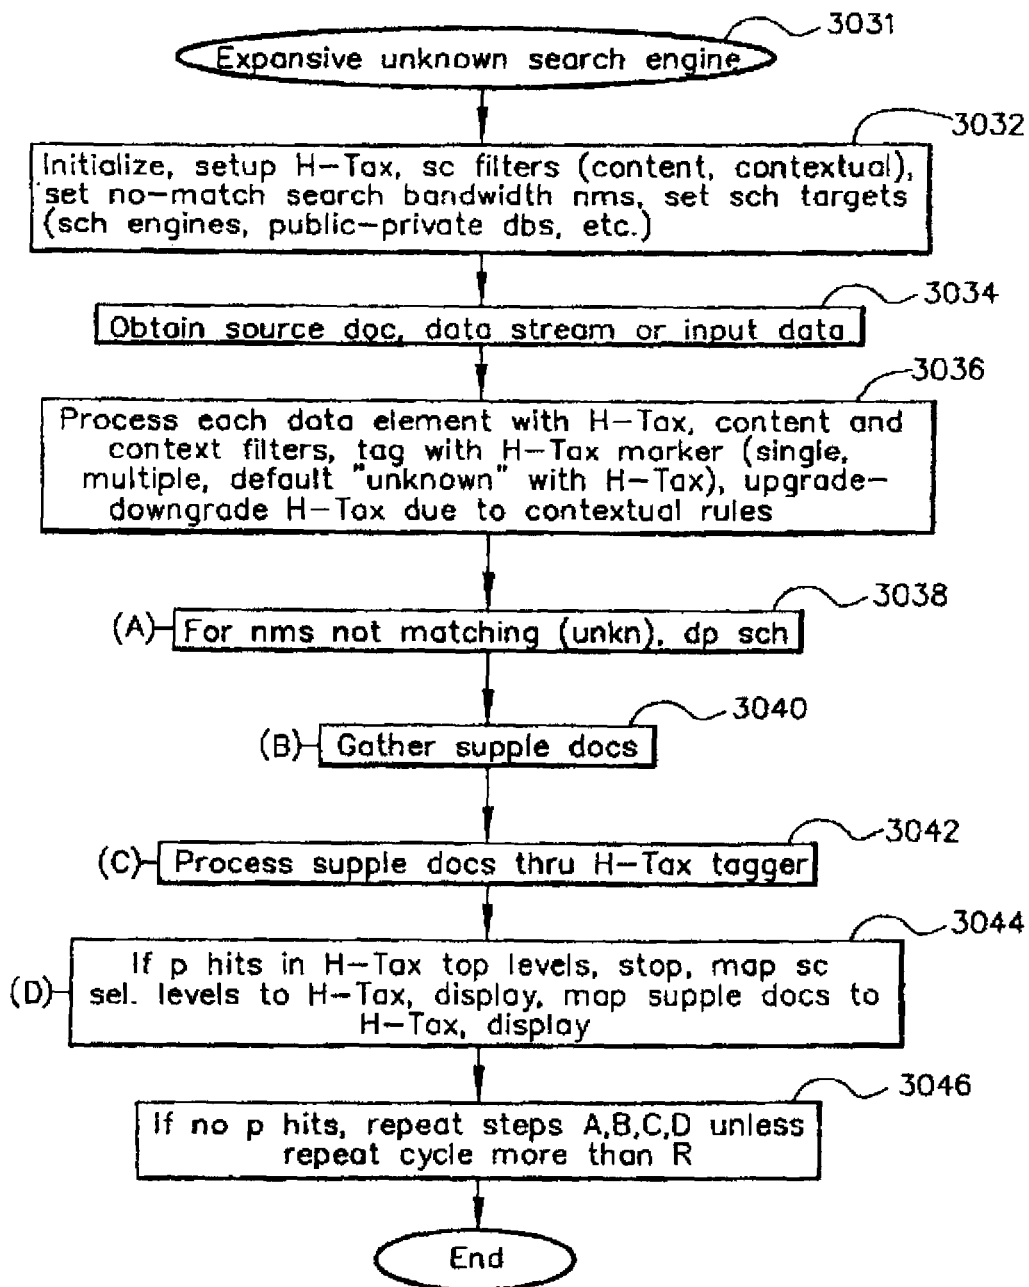 3031
Expansive unknown search engine
3032
Initialize, setup H-Tax, sc filters (content, contextual),
set no-match search bandwidth nms, set sch targets
(sch engines, public-private dbs, etc.)
3034
Obtain source doc, data stream or input data
3036
Process each data element with H-Tax, content and
context filters, tag with H-Tax marker (single,
multiple, default "unknown" with H-Tax), upgrade-
downgrade H-Tax due to contextual rules
3038
(A) For nms not matching (unkn), dp sch
3040
(B) Gather supple docs
3042
(C) Process supple docs thru H-Tax tagger
3044
If p hits in H-Tax top levels, stop, map sc
(D) sel. levels to H-Tax, display, map supple docs to
H-Tax, display
3046
If no p hits, repeat steps A,B,C,D unless
repeat cycle more than R
End